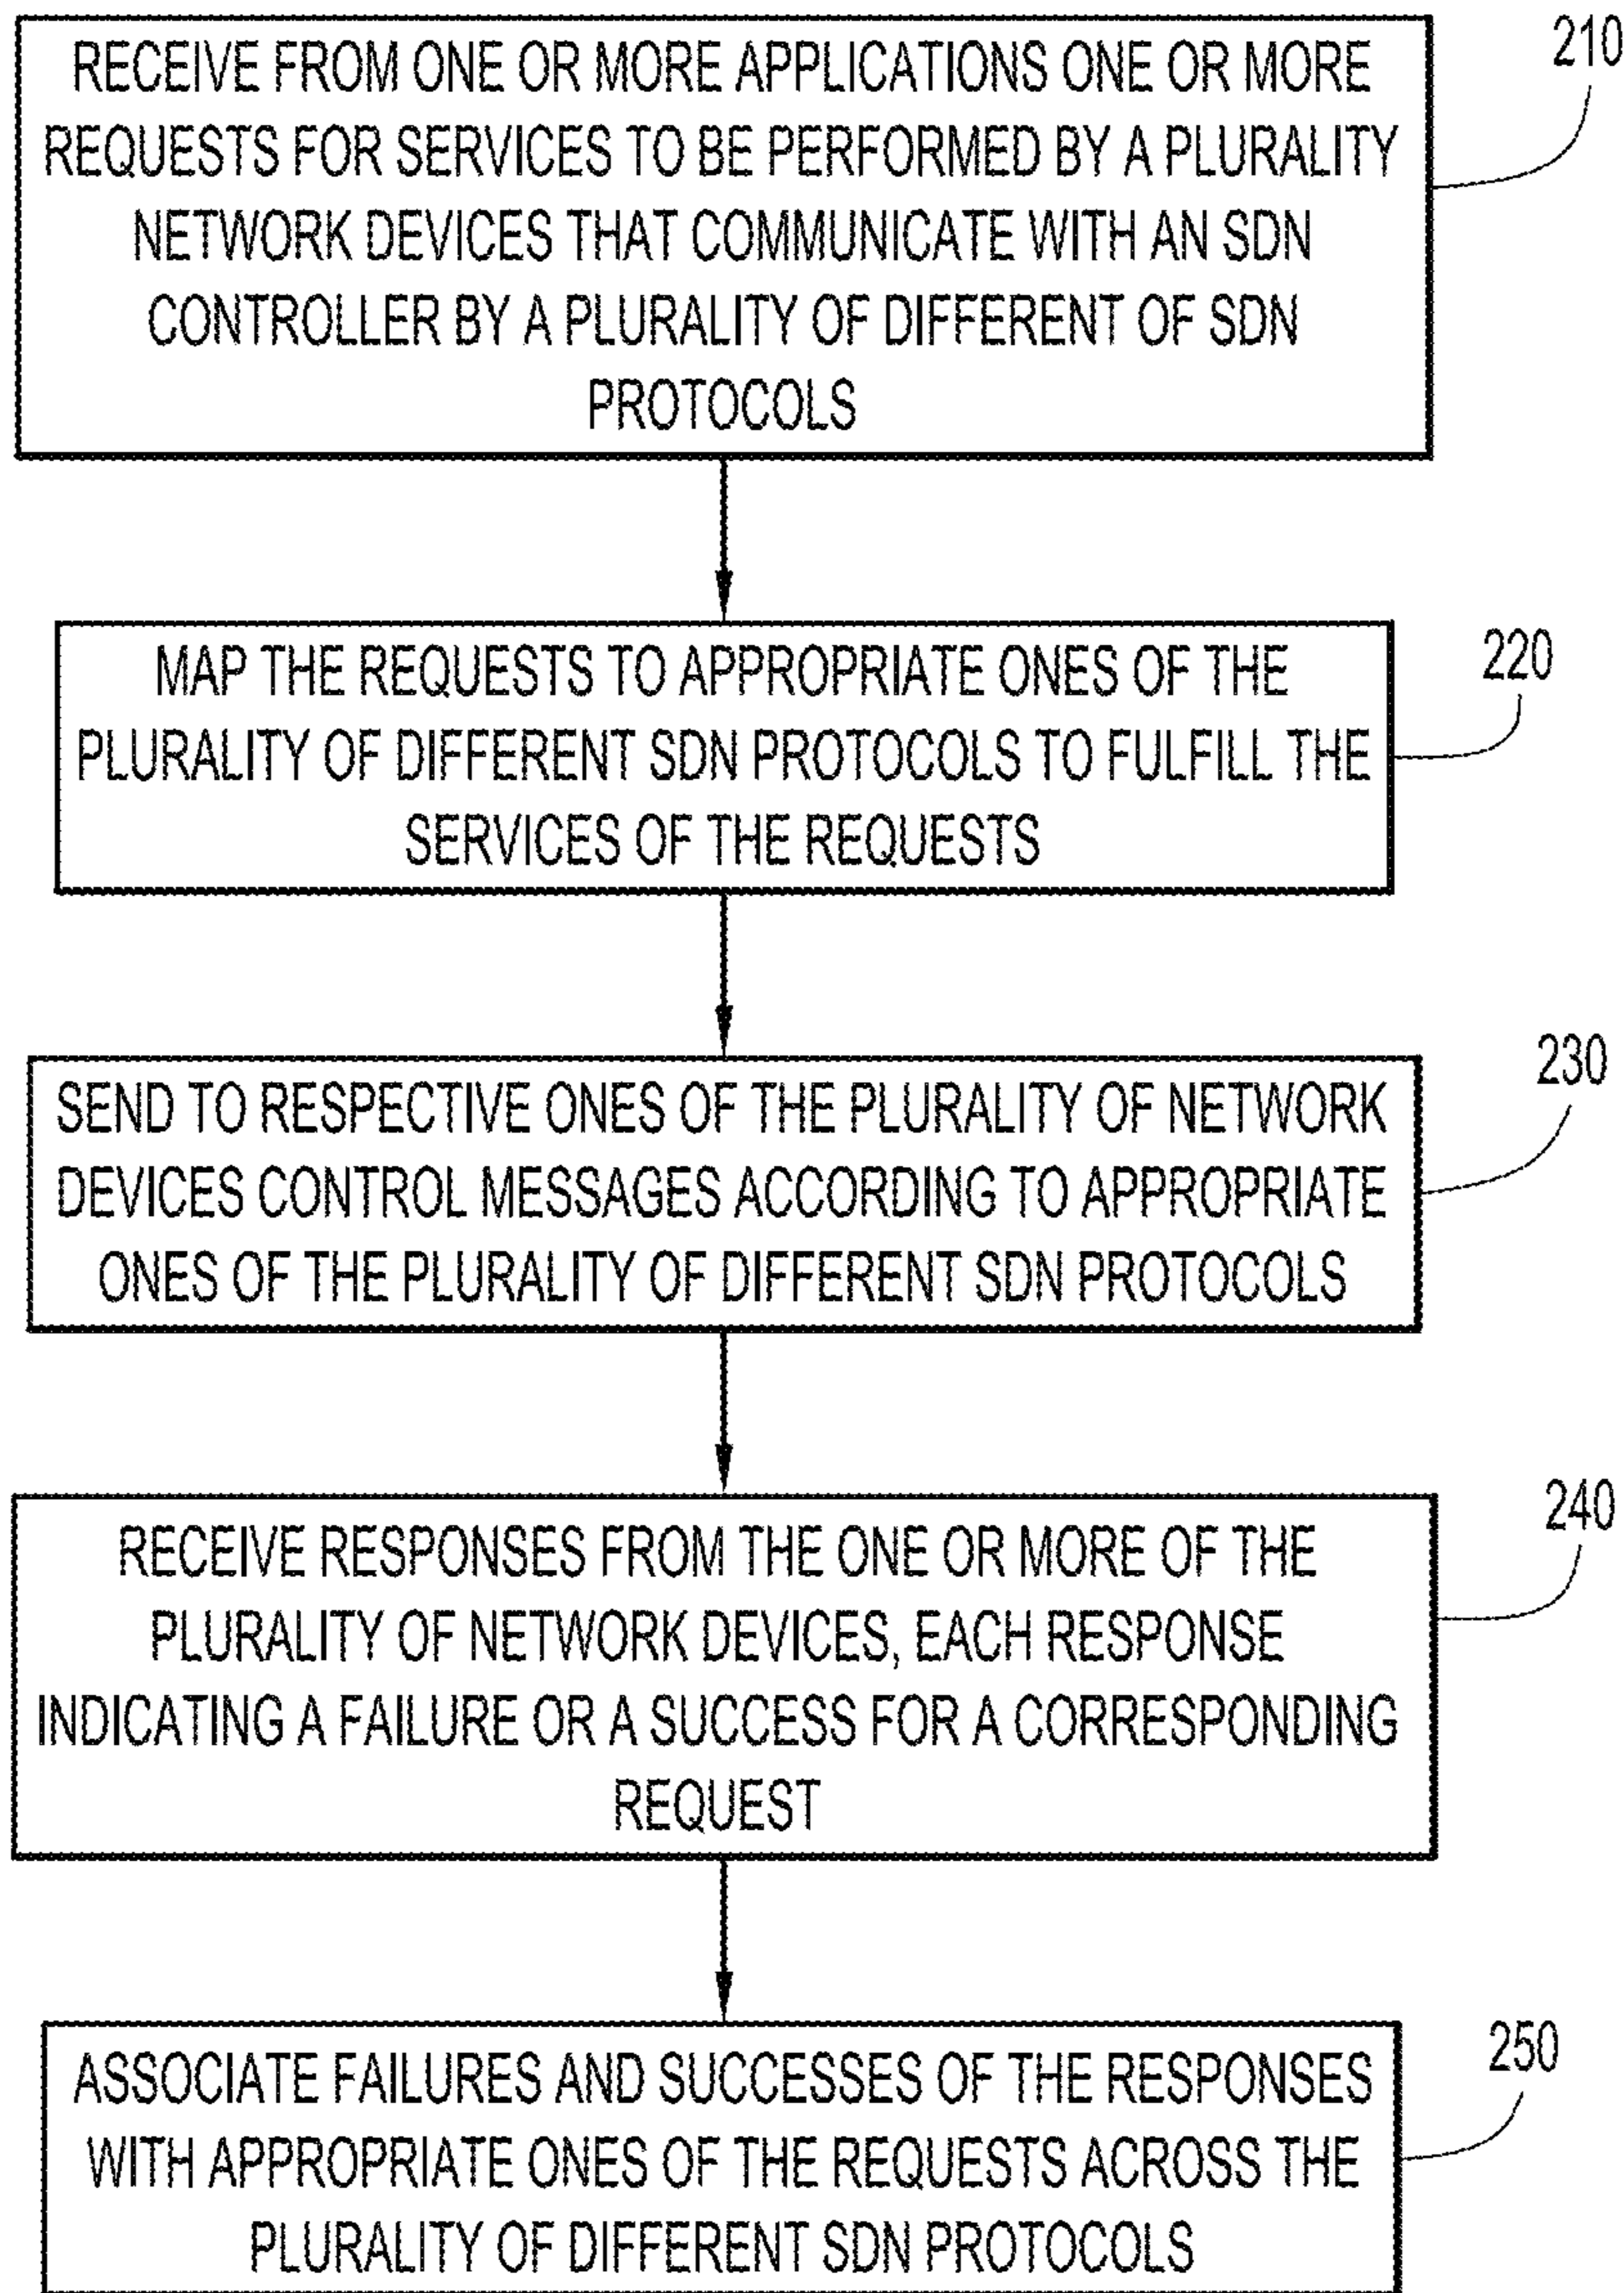 RECEIVE FROM ONE OR MORE APPLICATIONS ONE OR MORE
REQUESTS FOR SERVICES TO BE PERFORMED BY A PLURALITY
NETWORK DEVICES THAT COMMUNICATE WITH AN SDN
CONTROLLER BY A PLURALITY OF DIFFERENT OF SDN
PROTOCOLS
210
MAP THE REQUESTS TO APPROPRIATE ONES OF THE
PLURALITY OF DIFFERENT SDN PROTOCOLS TO FULFILL THE
SERVICES OF THE REQUESTS
220
SEND TO RESPECTIVE ONES OF THE PLURALITY OF NETWORK
DEVICES CONTROL MESSAGES ACCORDING TO APPROPRIATE
ONES OF THE PLURALITY OF DIFFERENT SDN PROTOCOLS
230
RECEIVE RESPONSES FROM THE ONE OR MORE OF THE
PLURALITY OF NETWORK DEVICES, EACH RESPONSE
INDICATING A FAILURE OR A SUCCESS FOR A CORRESPONDING
REQUEST
240
ASSOCIATE FAILURES AND SUCCESSES OF THE RESPONSES
WITH APPROPRIATE ONES OF THE REQUESTS ACROSS THE
PLURALITY OF DIFFERENT SDN PROTOCOLS
250